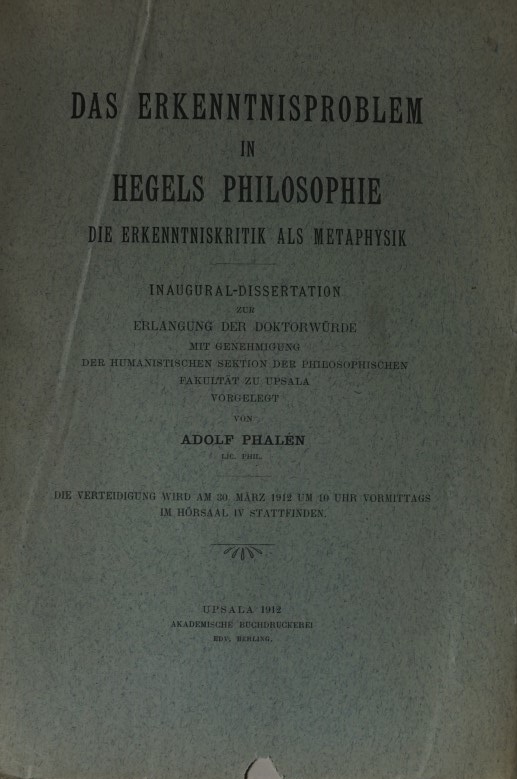 DAS ERKENNTNISPROBLEM
IN
HEGELS PHILOSOPHIE
DIE ERKENNTNISKRITIK ALS METAPHYSIK
INAUGURAL-DISSERTATION
ZUR
ERLANGUNG DER DOKTORWÜRDE
MIT GENEHMIGUNG
DER HUMANISTISCHEN SEKTION DER PHILOSOPHISCHEN
FAKULTÄT ZU UPSALA
VORGELEGT
VON
ADOLF PHALÉN
LIC. PHIL.
DIE VERTEIDIGUNG WIRD AM 30. MÄRZ 1912 UM 10 UHR VORMITTAGS
IM HÖRSAAL IV STATTFINDEN.
UPSALA 1912
AKADEMISCHE BUCHDRUCKEREI
EDV. BERLING.